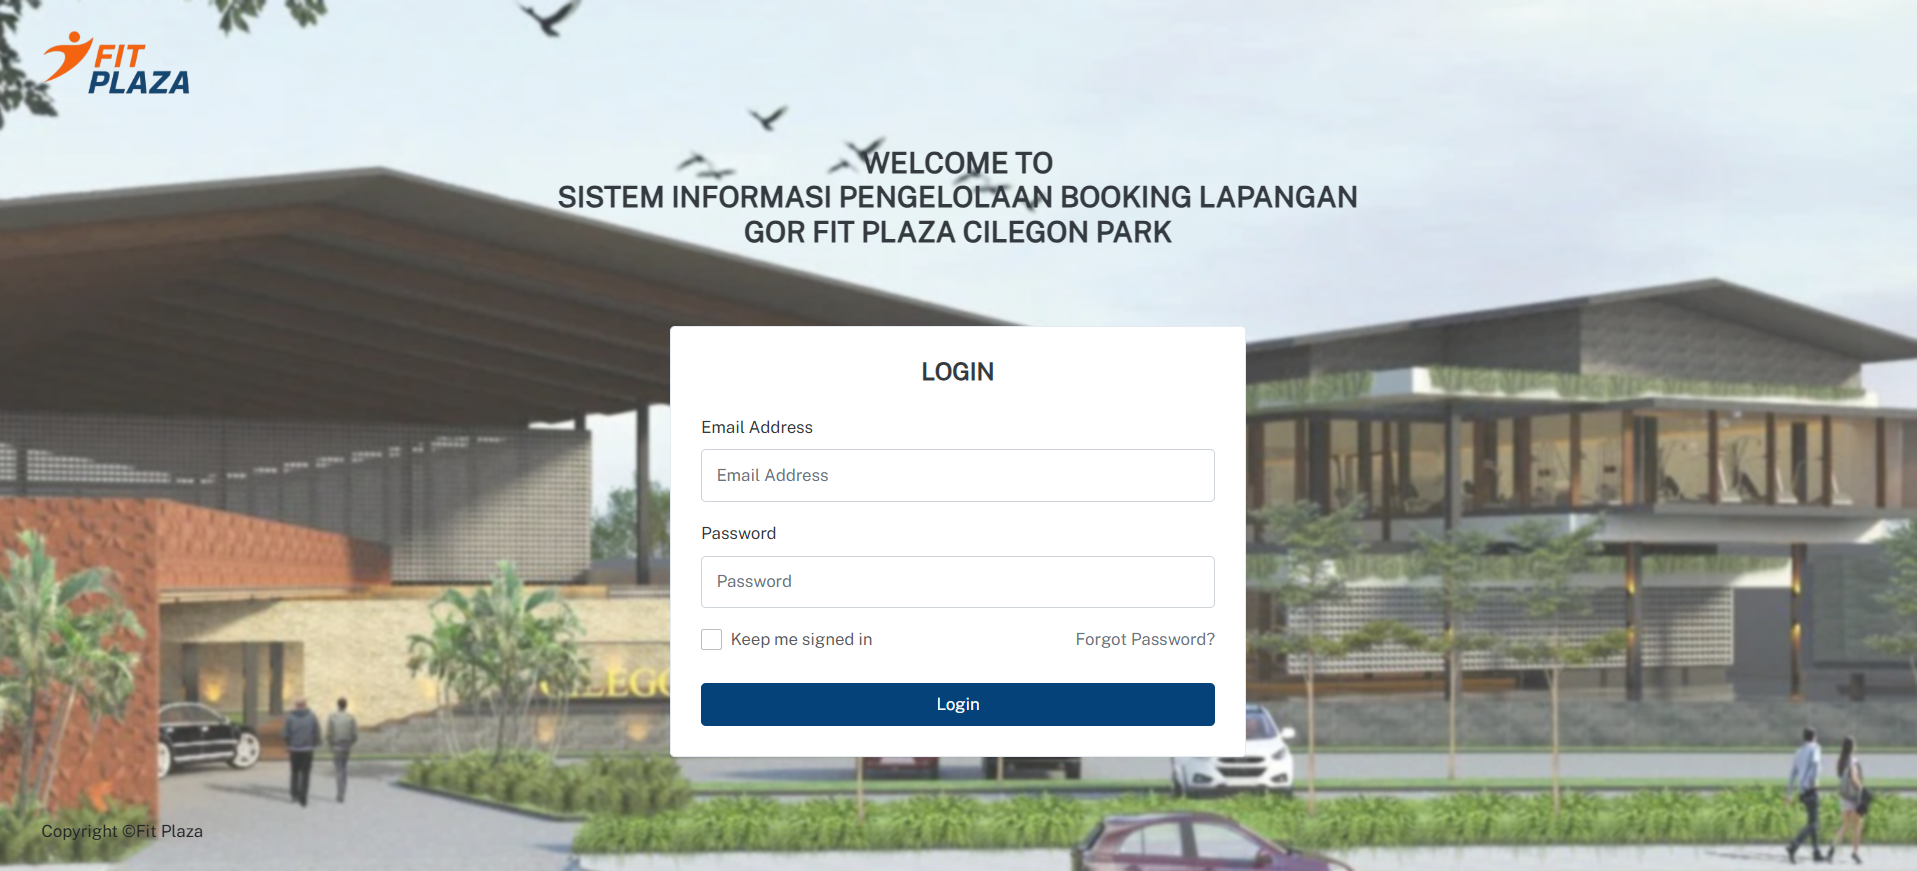 FIT
PLAZA
WELCOME TO
SISTEM INFORMASI PENGELOLAAN BOOKING LAPANGAN
GOR FIT PLAZA CILEGON PARK
LOGIN
Email Address
Email Address
Password
Password
Keep me signed in
Forgot Password?
Login
Copyright ©Fit Plaza